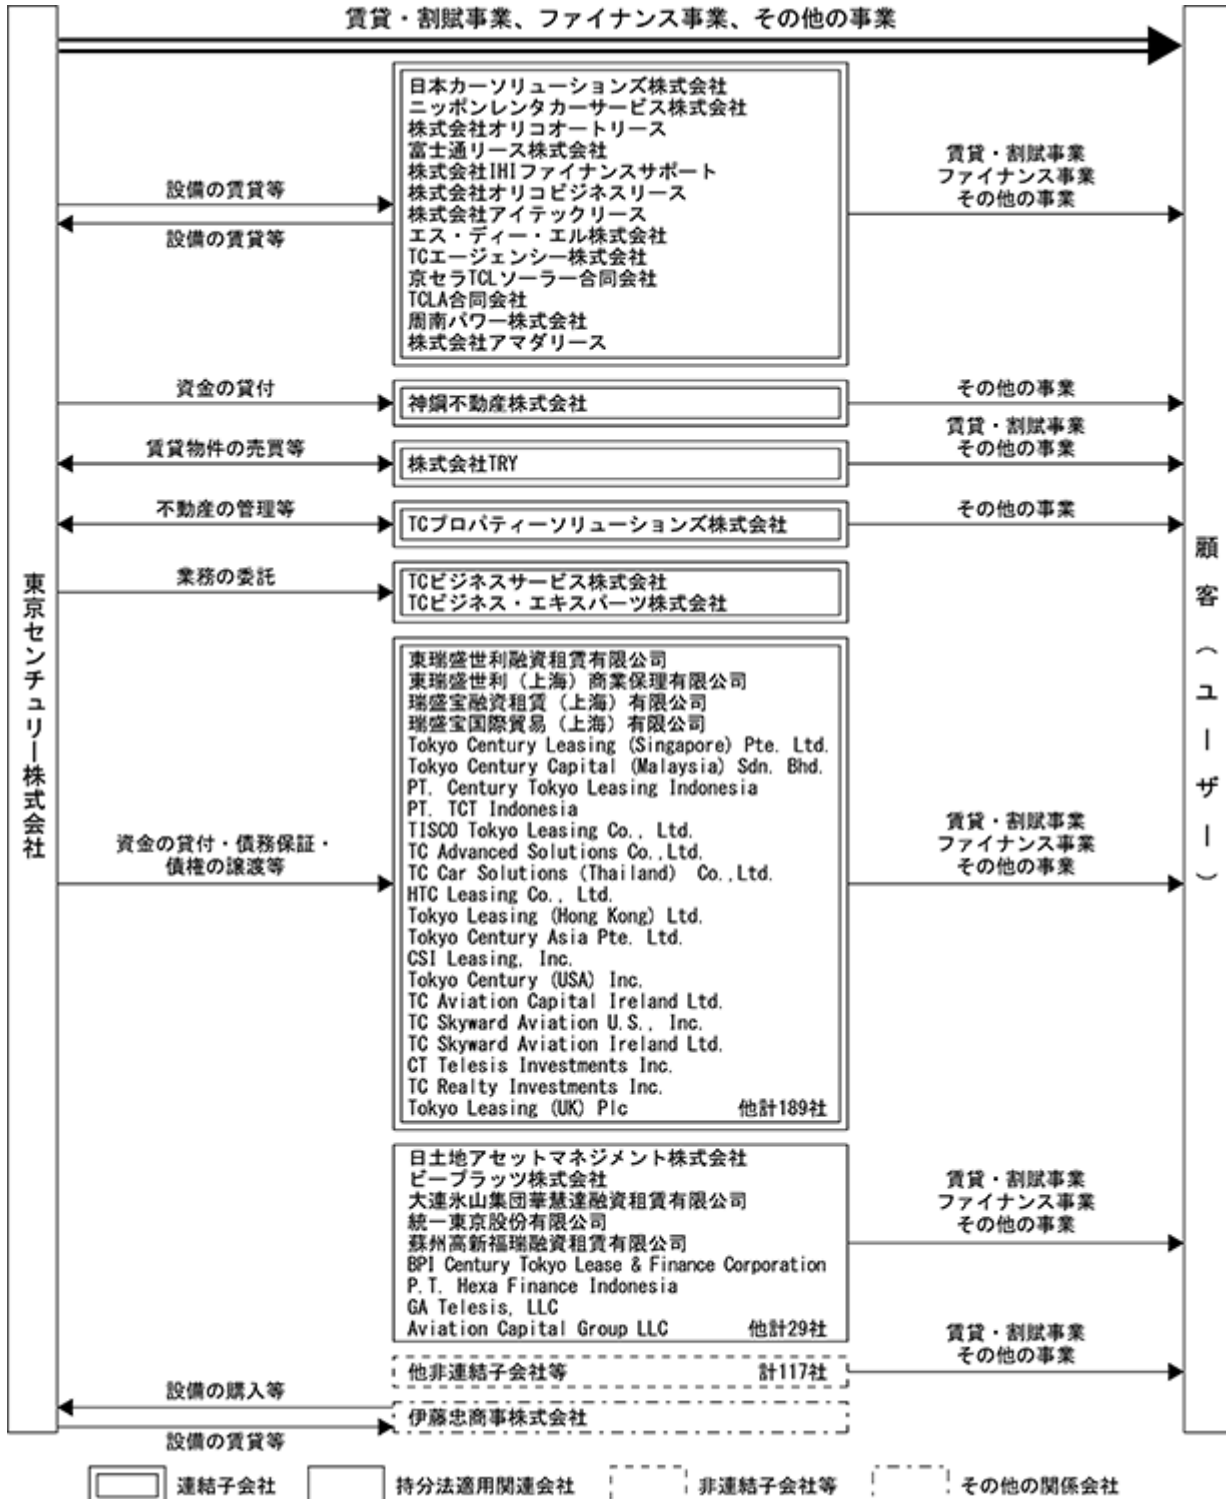 賃貸・割賦事業、ファイナンス事業、その他の事業
日本カーソリューションズ株式会社
ニッポンレンタカーサービス株式会社
株式会社オリコオートリース
富士通リース株式会社
株式会社IHIファイナンスサポート
株式会社オリコビジネスリース
株式会社アイテックリース
エス・ディー・エル株式会社
TCエージェンシー株式会社
京セラTCLソーラー合同会社
TCLA合同会社
周南パワー株式会社
株式会社アマダリース
設備の賃貸等
設備の賃貸等
賃貸・割賦事業
ファイナンス事業
その他の事業
資金の貸付
神鋼不動産株式会社
その他の事業
賃貸物件の売買等
株式会社TRY
賃貸・割賦事業
その他の事業
不動産の管理等
TCプロパティーソリューションズ株式会社
その他の事業
業務の委託
TCビジネスサービス株式会社
TCビジネス・エキスパーツ株式会社
東京センチュリー株式会社
顧客（ユーザー）
資金の貸付・債務保証・
債権の譲渡等
東瑞盛世利融資租賃有限公司
東瑞盛世利（上海）商業保理有限公司
瑞盛宝融資租賃（上海）有限公司
瑞盛宝国際貿易（上海）有限公司
Tokyo Century Leasing (Singapore) Pte. Ltd.
Tokyo Century Capital (Malaysia) Sdn. Bhd.
PT. Century Tokyo Leasing Indonesia
PT. TCT Indonesia
TISCO Tokyo Leasing Co., Ltd.
TC Advanced Solutions Co.,Ltd.
TC Car Solutions (Thailand) Co.,Ltd.
HTC Leasing Co., Ltd.
Tokyo Leasing (Hong Kong) Ltd.
Tokyo Century Asia Pte. Ltd.
CSI Leasing, Inc.
Tokyo Century (USA) Inc.
TC Aviation Capital Ireland Ltd.
TC Skyward Aviation U.S., Inc.
TC Skyward Aviation Ireland Ltd.
CT Telesis Investments Inc.
TC Realty Investments Inc.
Tokyo Leasing (UK) Plc 他計189社
賃貸・割賦事業
ファイナンス事業
その他の事業
日土地アセットマネジメント株式会社
ビープラッツ株式会社
大連氷山集団華慧達融資租賃有限公司
統一東京股份有限公司
蘇州高新福瑞融資租賃有限公司
BPI Century Tokyo Lease & Finance Corporation
P.T. Hexa Finance Indonesia
GA Telesis, LLC
Aviation Capital Group LLC 他計29社
賃貸・割賦事業
ファイナンス事業
その他の事業
他非連結子会社等 計117社
賃貸・割賦事業
その他の事業
設備の購入等
伊藤忠商事株式会社
設備の賃貸等
連結子会社 持分法適用関連会社 非連結子会社等 その他の関係会社